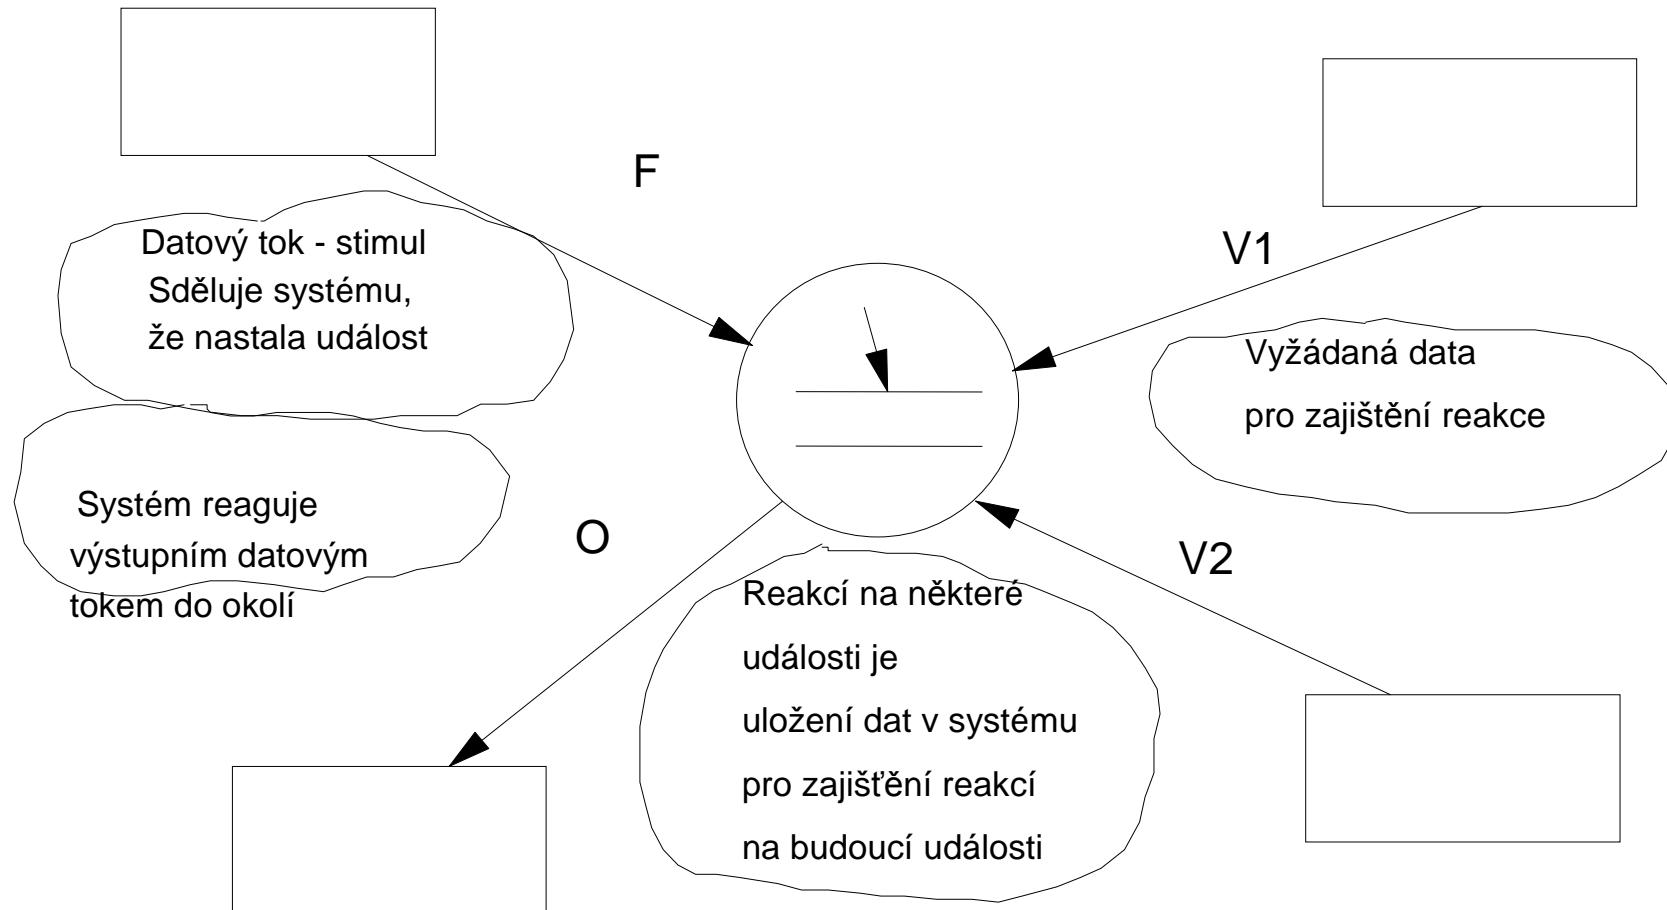 F
Datový tok - stimul
Sděluje systému,
že nastala událost
V1
Vyžádaná data
pro zajištění reakce
Systém reaguje
výstupním datovým
tokem do okolí
O
V2
Reakcí na některé
události je
uložení dat v systému
pro zajišťění reakcí
na budoucí události